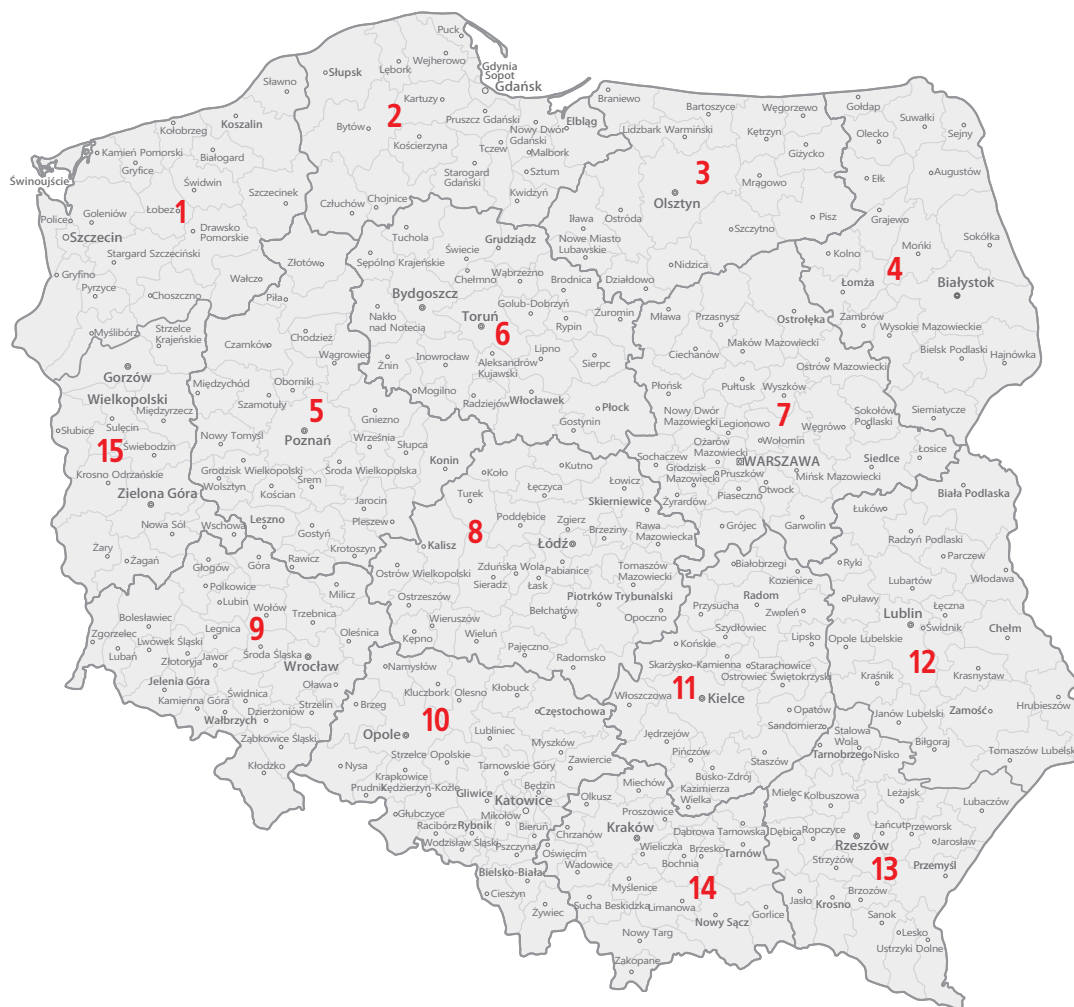 Puck
Wejherowo
Lębork
Słupsk
Gdynia
Sopot
Gdańsk
Sławno
Kartuzy
2
Koszalin
Kołobrzeg
Bytów
Pruszcz Gdański
Nowy Dwór
Gdański
Elbląg
Kościerzyna
Tczew
Malbork
Starogard
Gdański
Sztum
Kwidzyń
Człuchów
Chojnice
Braniewo
Bartoszyce
Węgorzewo
Lidzbark Warmiński
Kętrzyn
Giżycko
3
Olsztyn
Mrągowo
Pisz
Szczytno
Iława
Ostróda
Nowe Miasto
Lubawskie
Nidzica
Działdowo
Gołdap
Suwałki
Olecko
Sejny
Ełk
Augustów
Grajewo
Kolno
Mońki
Sokółka
4
Łomża
Białystok
Zambrów
Wysokie Mazowieckie
Bielsk Podlaski
Hajnówka
Siemiatycze
Kamień Pomorski
Gryfice
Białogard
Świnoujście
Świdwin
Szczecinek
Police
Goleniów
Łobez
1
Szczecin
Drawsko
Pomorskie
Stargard Szczeciński
Gryfino
Pyrzyce
Choszczno
Wałcz
Myślibórz
Złotów
Piła
Tuchola
Sępólno Krajeńskie
Świecie
Grudziądz
Chełmno
Wąbrzeźno
Brodnica
Bydgoszcz
Golub-Dobrzyń
Nakło
nad Notecią
Toruń
6
Rypin
Żuromin
Żnin
Inowrocław
Aleksandrów
Kujawski
Lipno
Sierpc
Mogilno
Radziejów
Włocławek
Płock
Gostynin
Strzelce
Krajeńskie
Gorzów
Wielkopolski
Międzyrzecz
Sulęcin
Słubice
15
Świebodzin
Krosno Odrzańskie
Zielona Góra
Nowa Sól
Wschowa
Żary
Żagań
Chodzież
Czarnków
Wągrowiec
Międzychód
Oborniki
Szamotuły
5
Gniezno
Poznań
Nowy Tomyśl
Września
Słupca
Grodzisk Wielkopolski
Środa Wielkopolska
Konin
Wolsztyn
Śrem
Kościan
Jarocin
Leszno
Gostyń
Pleszew
Rawicz
Krotoszyn
Mława
Przasnysz
Ostrołęka
Ciechanów
Maków Mazowiecki
Ostrów Mazowiecki
Płońsk
Pułtusk
Wyszków
7
Nowy Dwór
Mazowiecki
Legionowo
Węgrów
Sokołów
Podlaski
Wołomin
Ożarów
Mazowiecki
Sochaczew
WARSZAWA
Siedlce
Łosice
Grodzisk
Mazowiecki
Pruszków
Mińsk Mazowiecki
Otwock
Piaseczno
Żyrardów
Grójec
Garwolin
Koło
Kutno
Turek
Łęczyca
Łowicz
Skierniewice
8
Poddębice
Zgierz
Brzeziny
Rawa
Mazowiecka
Kalisz
Łódź
Ostrów Wielkopolski
Zduńska Wola
Pabianice
Sieradz
Łask
Tomaszów
Mazowiecki
Ostrzeszów
Piotrków Trybunalski
Bełchatów
Wieruszów
Opoczno
Kępno
Wieluń
Pajęczno
Radomsko
Głogów
Góra
Polkowice
Milicz
Lubin
Wołów
Trzebnica
Bolesławiec
Legnica
9
Oleśnica
Zgorzelec
Lwówek Śląski
Lubań
Złotoryja
Jawor
Środa Śląska
Wrocław
Jelenia Góra
Oława
Kamienna Góra
Świdnica
Strzelin
Wałbrzych
Dzierżoniów
Ząbkowice Śląski
Kłodzko
Namysłów
Kluczbork
Olesno
Kłobuck
Brzeg
10
Częstochowa
Opole
Lubliniec
Myszków
Nysa
Strzelce Opolskie
Tarnowskie Góry
Zawiercie
Krapkowice
Prudnik
Kędzierzyn-Koźle
Gliwice
Będzin
Katowice
Głubczyce
Mikołów
Racibórz
Rybnik
Bieruń
Wodzisław Śląski
Pszczyna
Bielsko-Biała
Cieszyn
Żywiec
Białobrzegi
Kozienice
Radom
Przysucha
Zwoleń
Szydłowiec
Końskie
Lipsko
Skarżysko-Kamienna
Starachowice
Ostrowiec Świętokrzyski
11
Włoszczowa
Kielce
Opatów
Sandomierz
Jędrzejów
Pińczów
Staszów
Busko-Zdrój
Kazimierza
Wielka
Biała Podlaska
Łuków
Radzyń Podlaski
Parczew
Ryki
Włodawa
Lubartów
Puławy
Lublin
Łęczna
Świdnik
Chełm
Opole Lubelskie
12
Kraśnik
Krasnystaw
Janów Lubelski
Zamość
Hrubieszów
Biłgoraj
Tomaszów Lubelsk
Stalowa
Wola
Tarnobrzeg
Nisko
Mielec
Kolbuszowa
Leżajsk
Lubaczów
Dębica
Ropczyce
Łańcut
Przeworsk
Rzeszów
Jarosław
Strzyżów
13
Przemyśl
Brzozów
Jasło
Krosno
Sanok
Lesko
Ustrzyki Dolne
Olkusz
Miechów
Proszowice
Chrzanów
Kraków
Dąbrowa Tarnowska
Oświęcim
Wieliczka
Brzesko
Tarnów
Wadowice
Bochnia
Myślenice
14
Sucha Beskidzka
Limanowa
Nowy Sącz
Gorlice
Nowy Targ
Zakopane